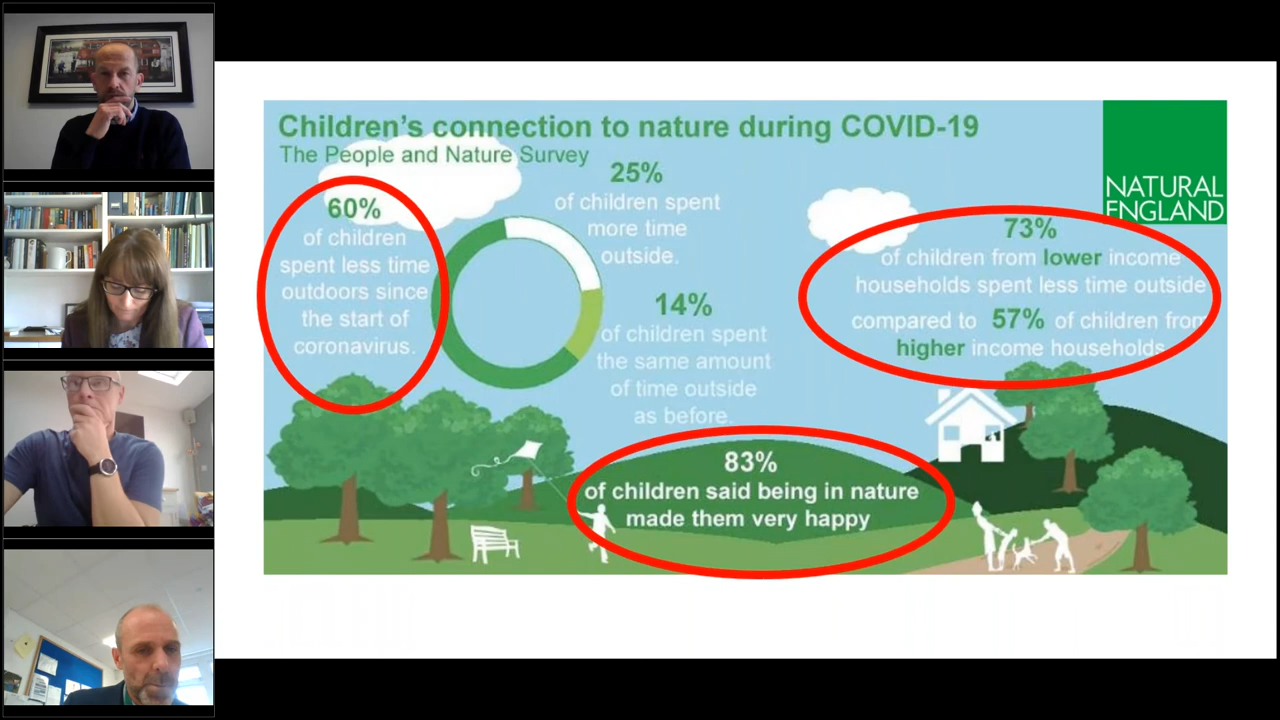 Children's connection to nature during COVID-19
The People and Nature Survey
NATURAL
ENGLAND
60%
of children
spent less time
outdoors since
the start of
coronavirus.
25%
of children spent
more time
outside.
14%
of children spent
the same amount
of time outside
as before.
73%
of children from lower income
households spent less time outside
compared to 57% of children from
higher income households.
83%
of children said being in nature
made them very happy